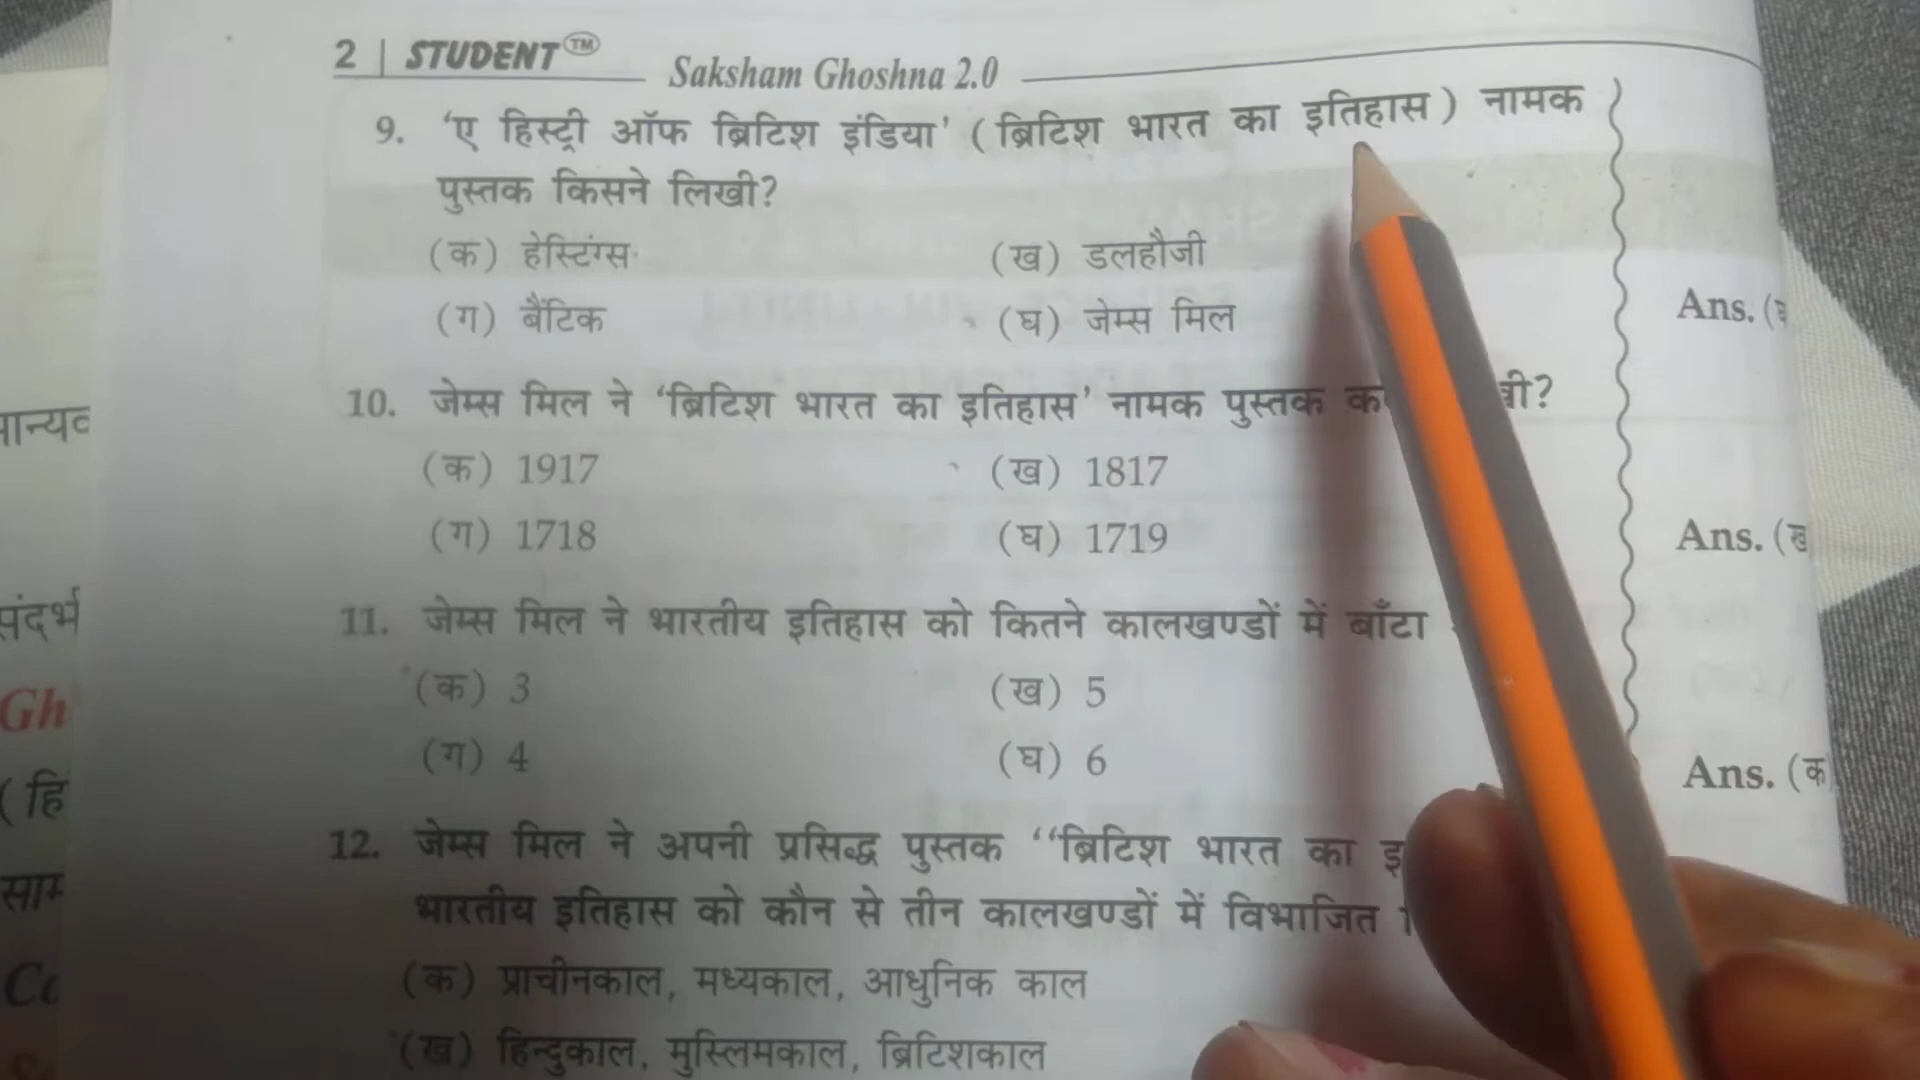 2 | STUDENT™ Saksham Ghoshna 2.0
9. ‘ए हिस्ट्री ऑफ ब्रिटिश इंडिया’ (ब्रिटिश भारत का इतिहास) नामक
पुस्तक किसने लिखी?
(क) हेस्टिंग्स (ख) डलहौजी
(ग) बैंटिक (घ) जेम्स मिल
Ans.
10. जेम्स मिल ने ‘ब्रिटिश भारत का इतिहास’ नामक पुस्तक
(क) 1917 (ख) 1817
(ग) 1718 (घ) 1719
Ans. (ख
11. जेम्स मिल ने भारतीय इतिहास को कितने कालखण्डों में बाँटा
(क) 3 (ख) 5
(ग) 4 (घ) 6
Ans. (क
12. जेम्स मिल ने अपनी प्रसिद्ध पुस्तक “ब्रिटिश भारत का
भारतीय इतिहास को कौन से तीन कालखण्डों में विभाजित
(क) प्राचीनकाल, मध्यकाल, आधुनिक काल
(ख) हिन्दुकाल, मुस्लिमकाल, ब्रिटिशकाल
संदर्भ
Gh
(हि